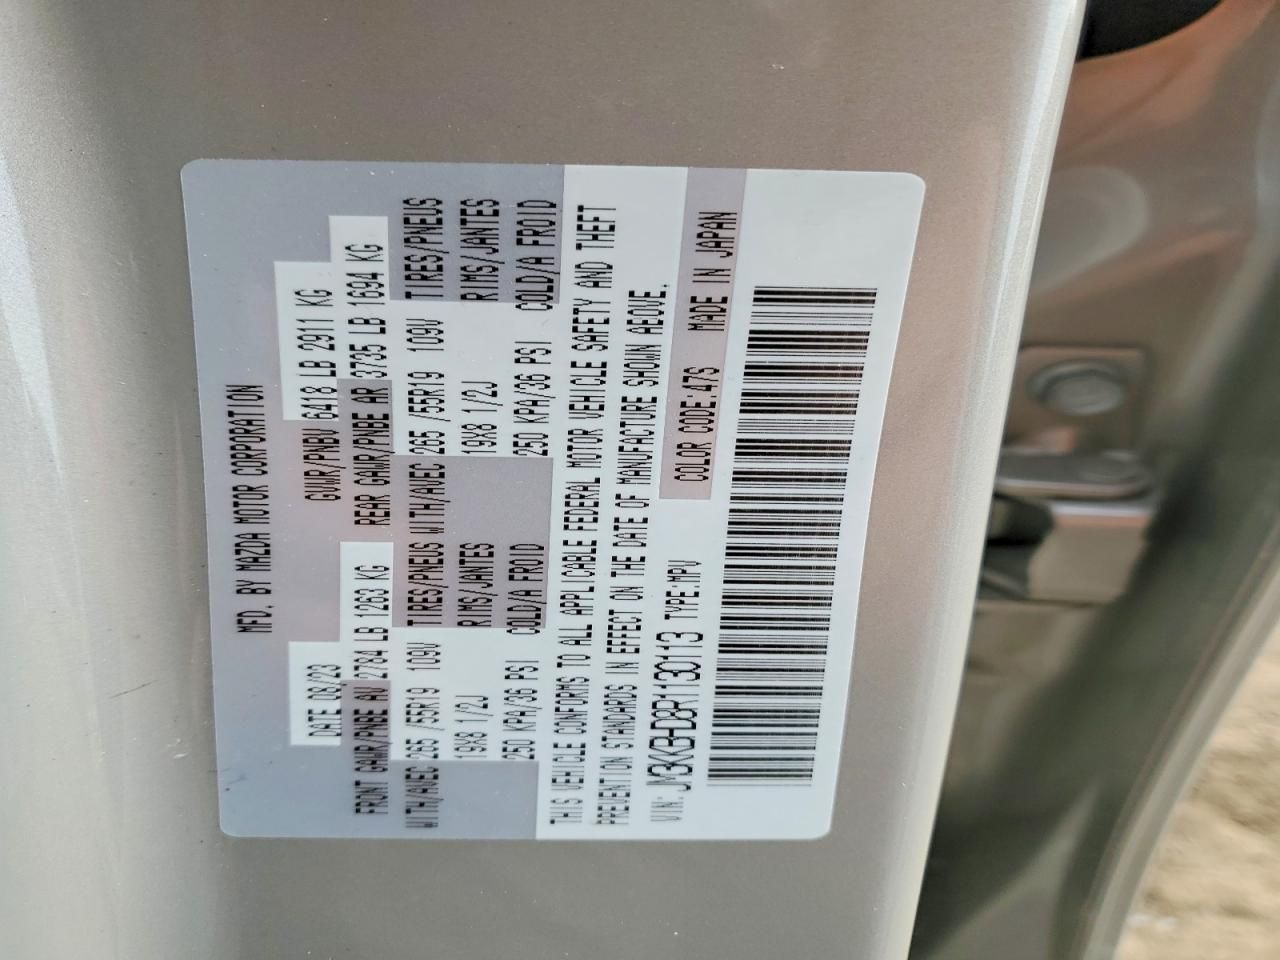 MFD. BY MAZDA MOTOR CORPORATION
DATE 08/23 GVWR/PNBV 6418 LB 2911 KG
FRONT GAWR/PNBE AV 2784 LB 1263 KG REAR GAWR/PNBE AR 3735 LB 1694 KG
WITH/AVEC 265 /55R19 109V TIRES/PNEUS WITH/AVEC 265 /55R19 109V TIRES/PNEUS
19X8 1/2J RIMS/JANTES 19X8 1/2J RIMS/JANTES
250 KPA/36 PSI COLD/A FROID 250 KPA/36 PSI COLD/A FROID
THIS VEHICLE CONFORMS TO ALL APPLICABLE FEDERAL MOTOR VEHICLE SAFETY AND THEFT
PREVENTION STANDARDS IN EFFECT ON THE DATE OF MANUFACTURE SHOWN ABOVE.
VIN: JM3KKBHD8R1130113 TYPE:MPV COLOR CODE:47S MADE IN JAPAN